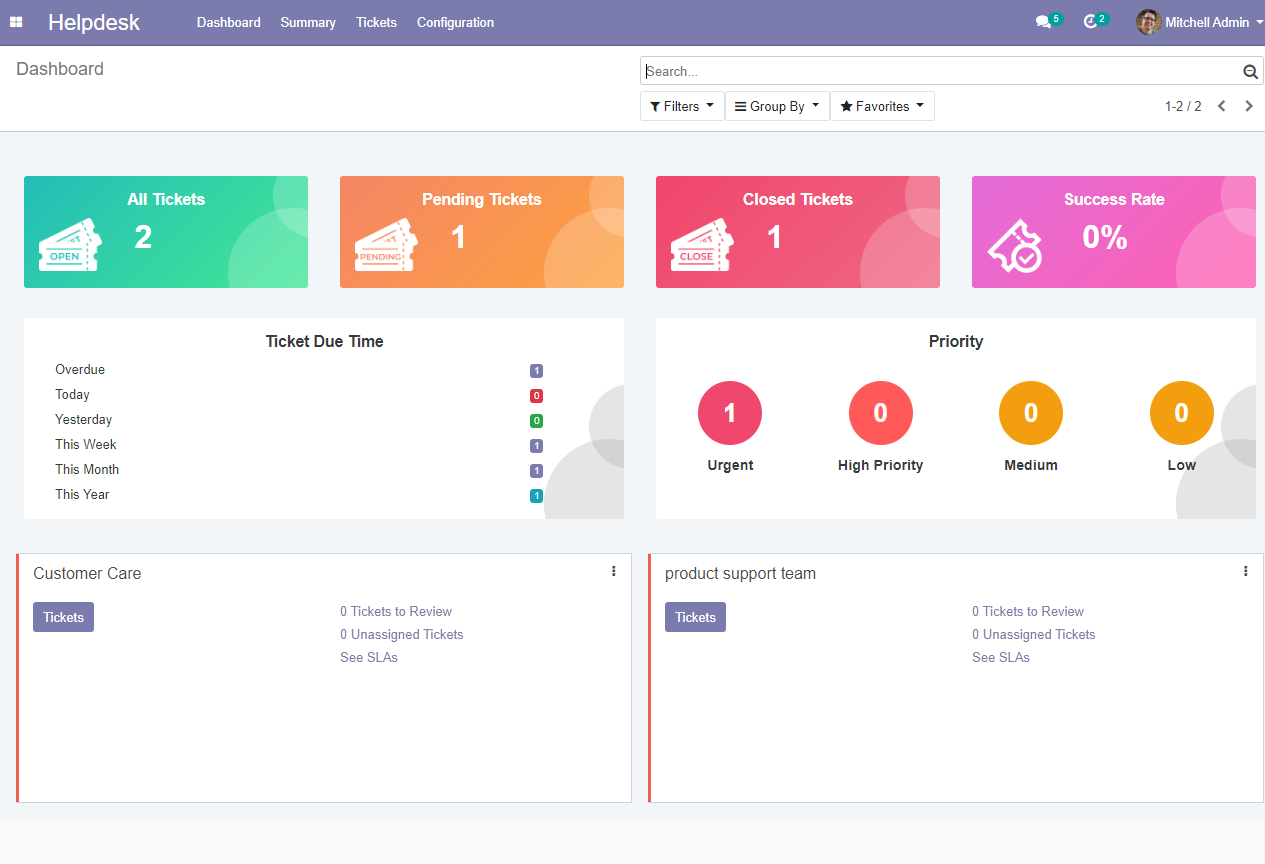 Helpdesk Dashboard Summary Tickets Configuration 5 2 Mitchell Admin
Dashboard
Search...
Filters Group By Favorites 1-2 / 2
All Tickets
2
OPEN
Pending Tickets
1
PENDING
Closed Tickets
1
CLOSE
Success Rate
0%
Ticket Due Time
Overdue 1
Today 0
Yesterday 0
This Week 1
This Month 1
This Year 1
Priority
1 0 0 0
Urgent High Priority Medium Low
Customer Care
Tickets
0 Tickets to Review
0 Unassigned Tickets
See SLAs
product support team
Tickets
0 Tickets to Review
0 Unassigned Tickets
See SLAs